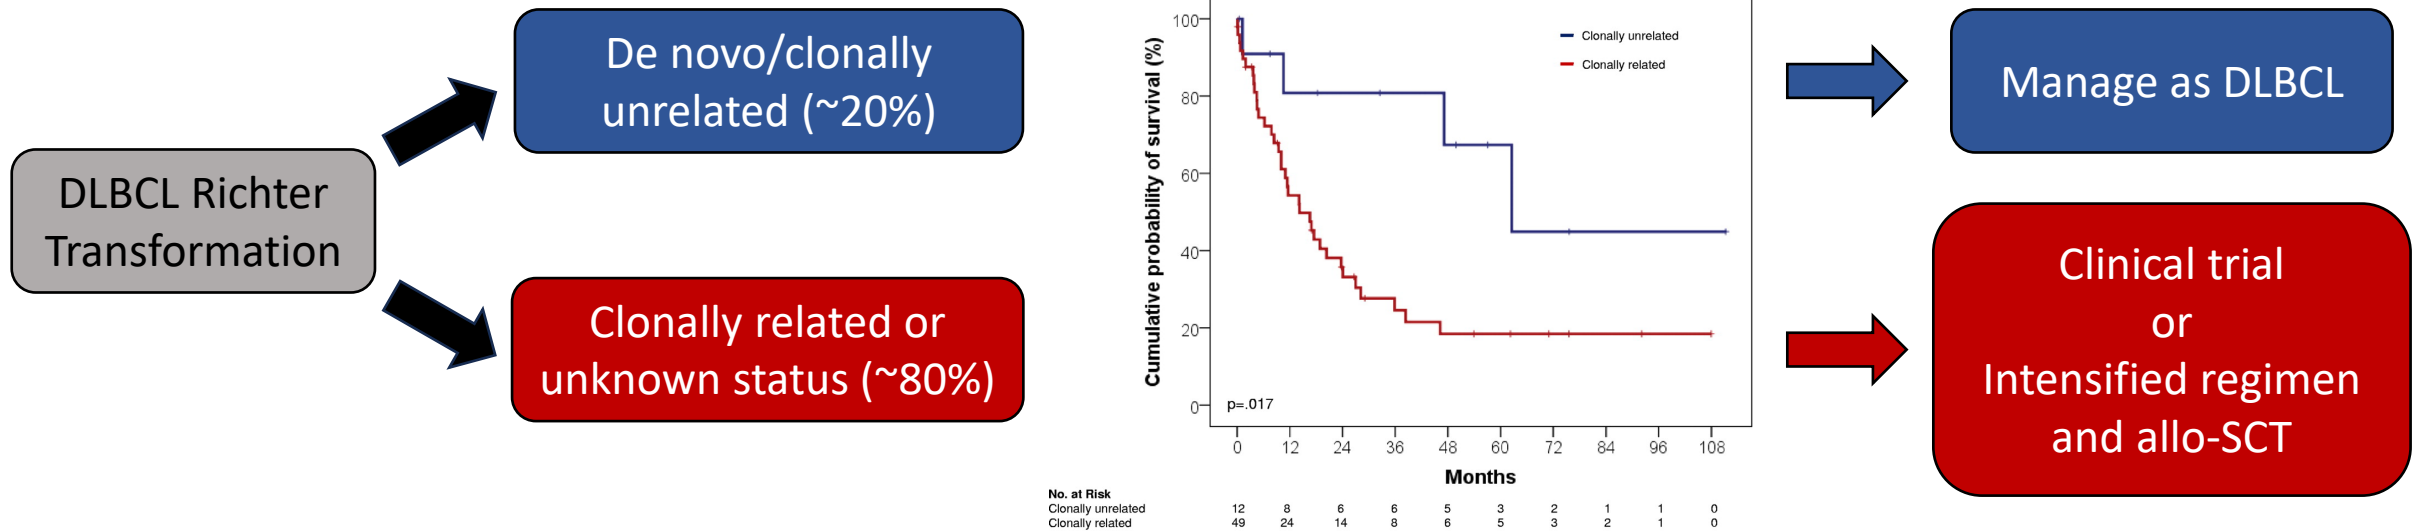 DLBCL Richter
Transformation
De novo/clonally
unrelated (~20%)
Clonally related or
unknown status (~80%)
Cumulative probability of survival (%)
100
80
60
40
20
0
Clonally unrelated
Clonally related
p=.017
0 12 24 36 48 60 72 84 96 108
Months
No. at Risk
Clonally unrelated 12 8 6 6 5 3 2 1 1 0
Clonally related 49 24 14 8 6 5 3 2 1 0
Manage as DLBCL
Clinical trial
or
Intensified regimen
and allo-SCT